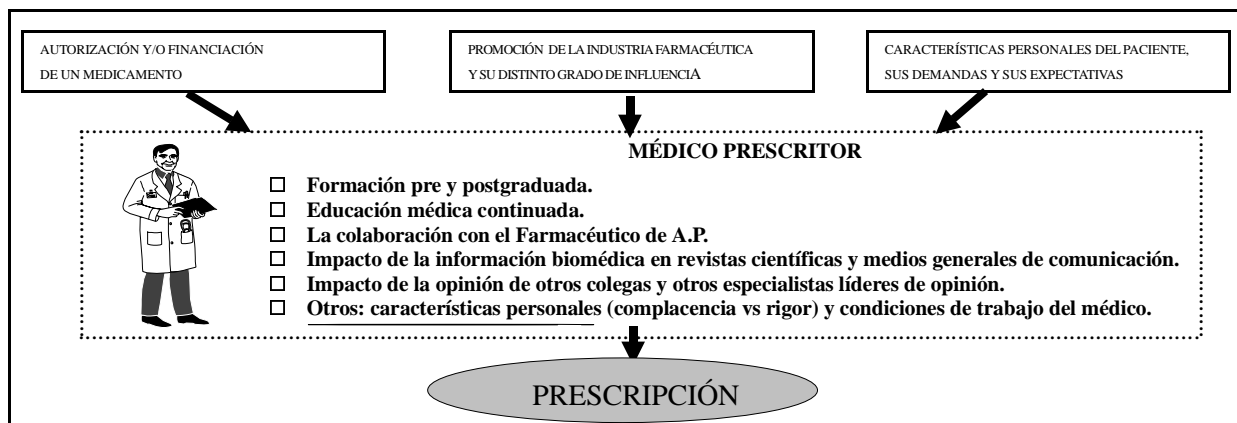 AUTORIZACIÓN Y/O FINANCIACIÓN
DE UN MEDICAMENTO
PROMOCIÓN DE LA INDUSTRIA FARMACÉUTICA
Y SU DISTINTO GRADO DE INFLUENCIA
CARACTERÍSTICAS PERSONALES DEL PACIENTE,
SUS DEMANDAS Y SUS EXPECTATIVAS
MÉDICO PRESCRITOR
□ Formación pre y postgraduada.
□ Educación médica continuada.
□ La colaboración con el Farmacéutico de A.P.
□ Impacto de la información biomédica en revistas científicas y medios generales de comunicación.
□ Impacto de la opinión de otros colegas y otros especialistas líderes de opinión.
□ Otros: características personales (complacencia vs rigor) y condiciones de trabajo del médico.
PRESCRIPCIÓN